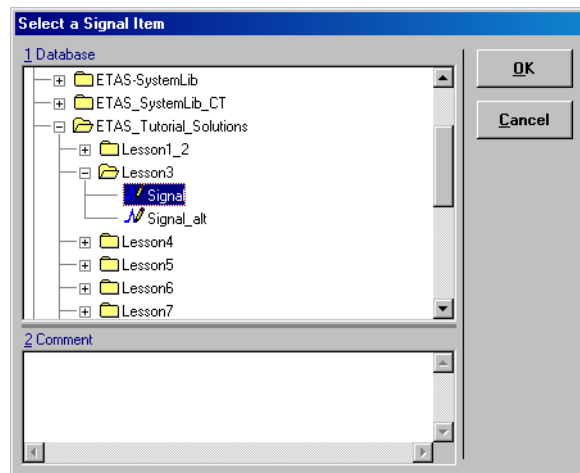 Select a Signal Item
1 Database
ETAS-SystemLib
ETAS_SystemLib_CT
ETAS_Tutorial_Solutions
Lesson1_2
Lesson3
Signal
Signal_alt
Lesson4
Lesson5
Lesson6
Lesson7
OK
Cancel
2 Comment